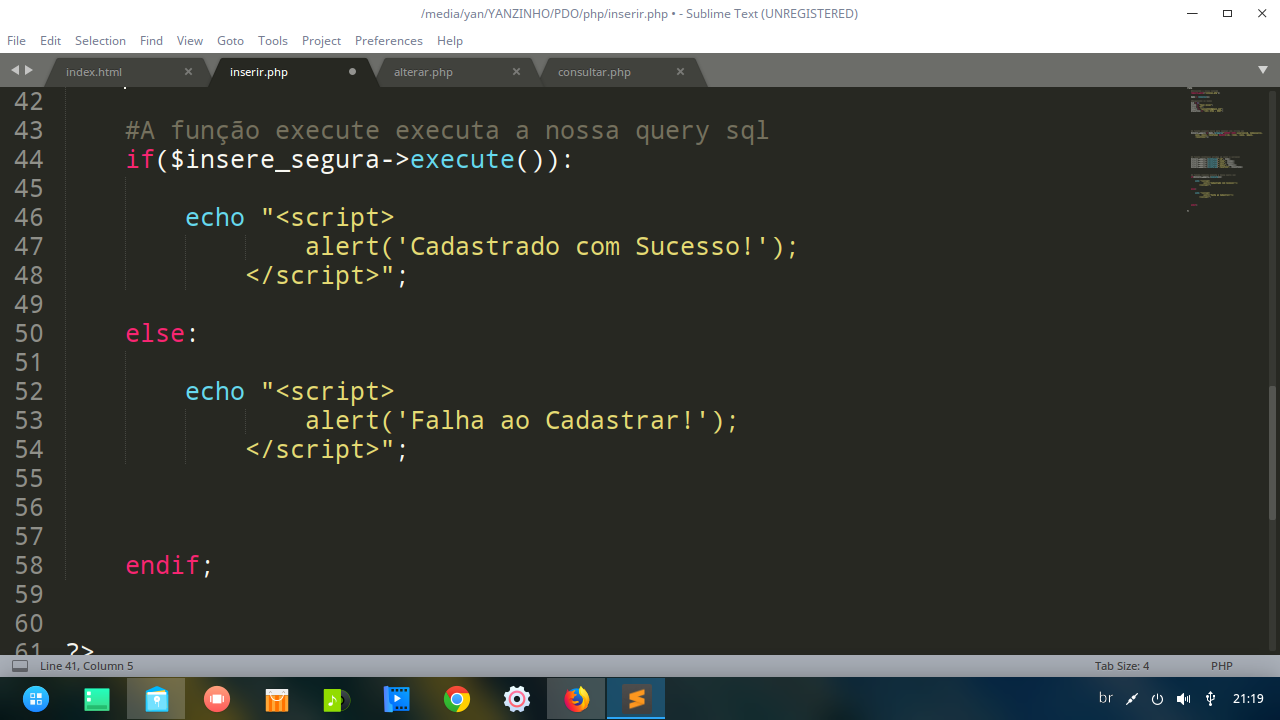 /media/yan/YANZINHO/PDO/php/inserir.php • - Sublime Text (UNREGISTERED)
File Edit Selection Find View Goto Tools Project Preferences Help
index.html inserir.php alterar.php consultar.php
42
43 #A função execute executa a nossa query sql
44 if($insere_segura->execute()):
45
46 echo "<script>
47 alert('Cadastrado com Sucesso!');
48 </script>";
49
50 else:
51
52 echo "<script>
53 alert('Falha ao Cadastrar!');
54 </script>";
55
56
57
58 endif;
59
60
61 ?>
Line 41, Column 5 Tab Size: 4 PHP
br 21:19